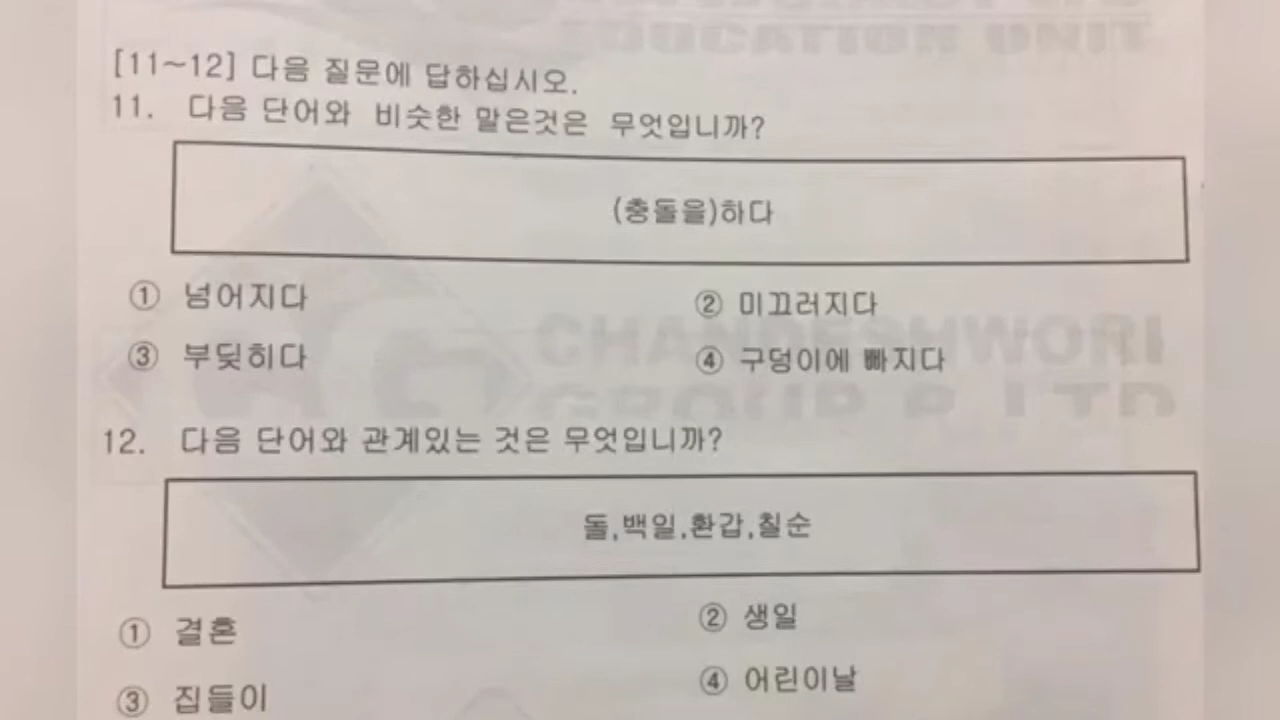 [11~12] 다음 질문에 답하십시오.
11. 다음 단어와 비슷한 말은것은 무엇입니까?
(충돌을)하다
① 넘어지다
② 미끄러지다
③ 부딪히다
④ 구덩이에 빠지다
CHANDESHWORI
GROUP P. LTD
12. 다음 단어와 관계있는 것은 무엇입니까?
돌,백일,환갑,칠순
① 결혼
② 생일
③ 집들이
④ 어린이날